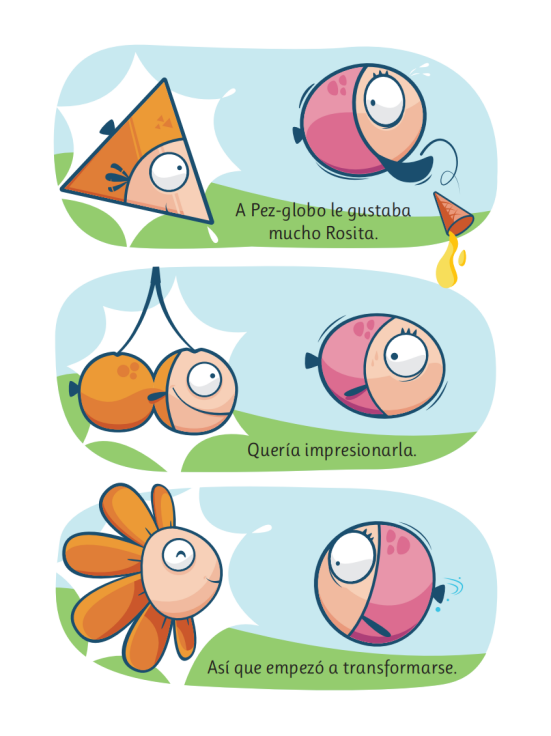 A Pez-globo le gustaba
mucho Rosita.
Quería impresionarla.
Así que empezó a transformarse.